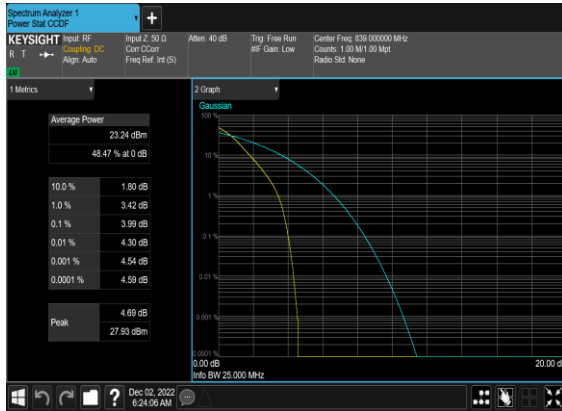 Spectrum Analyzer 1
Power Stat CCDF
+
KEYSIGHT
R T
LXI
Input: RF
Coupling: DC
Align: Auto
Input Z: 50 Ω
Corr CCorr
Freq Ref: Int (S)
Atten: 40 dB
Trig: Free Run
#IF Gain: Low
Center Freq: 839.000000 MHz
Counts: 1.00 M/1.00 Mpt
Radio Std: None
1 Metrics
Average Power
23.24 dBm
48.47 % at 0 dB
10.0 % 1.80 dB
1.0 % 3.42 dB
0.1 % 3.99 dB
0.01 % 4.30 dB
0.001 % 4.54 dB
0.0001 % 4.59 dB
Peak 4.69 dB
27.93 dBm
2 Graph
Gaussian
100 %
10 %
1 %
0.1 %
0.01 %
0.001 %
0.0001 %
0.00 dB
20.00 d
Info BW 25.000 MHz
?
Dec 02, 2022
6:24:06 AM